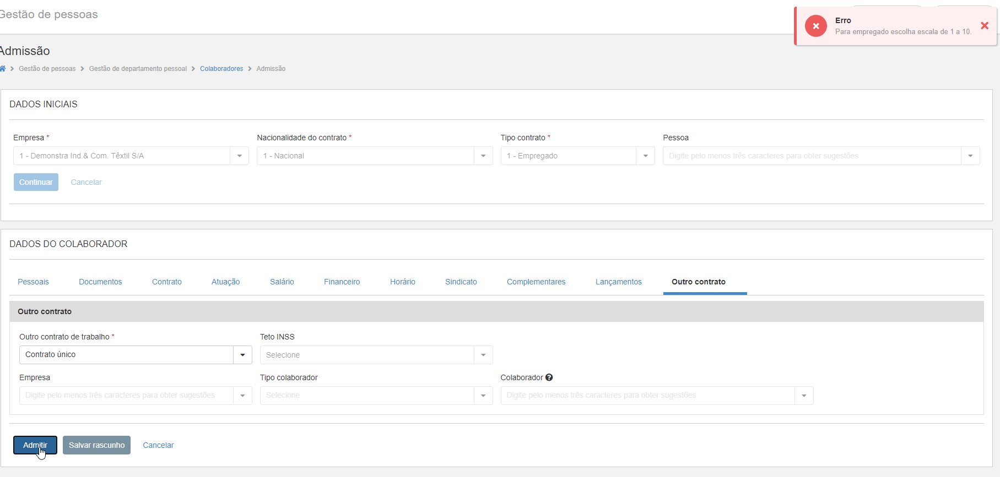 Gestão de pessoas
Erro
Para empregado escolha escala de 1 a 10.
Admissão
Gestão de pessoas
Gestão de departamento pessoal
Colaboradores
Admissão
DADOS INICIAIS
Empresa *
Nacionalidade do contrato *
Tipo contrato *
Pessoa
1 - Demonstra Ind.& Com. Têxtil S/A
1 - Nacional
1 - Empregado
Digite pelo menos três caracteres para obter sugestões
Continuar
Cancelar
DADOS DO COLABORADOR
Pessoais
Documentos
Contrato
Atuação
Salário
Financeiro
Horário
Sindicato
Complementares
Lançamentos
Outro contrato
Outro contrato
Outro contrato de trabalho *
Teto INSS
Contrato único
Selecione
Empresa
Tipo colaborador
Colaborador
Digite pelo menos três caracteres para obter sugestões
Selecione
Digite pelo menos três caracteres para obter sugestões
Admitir
Salvar rascunho
Cancelar